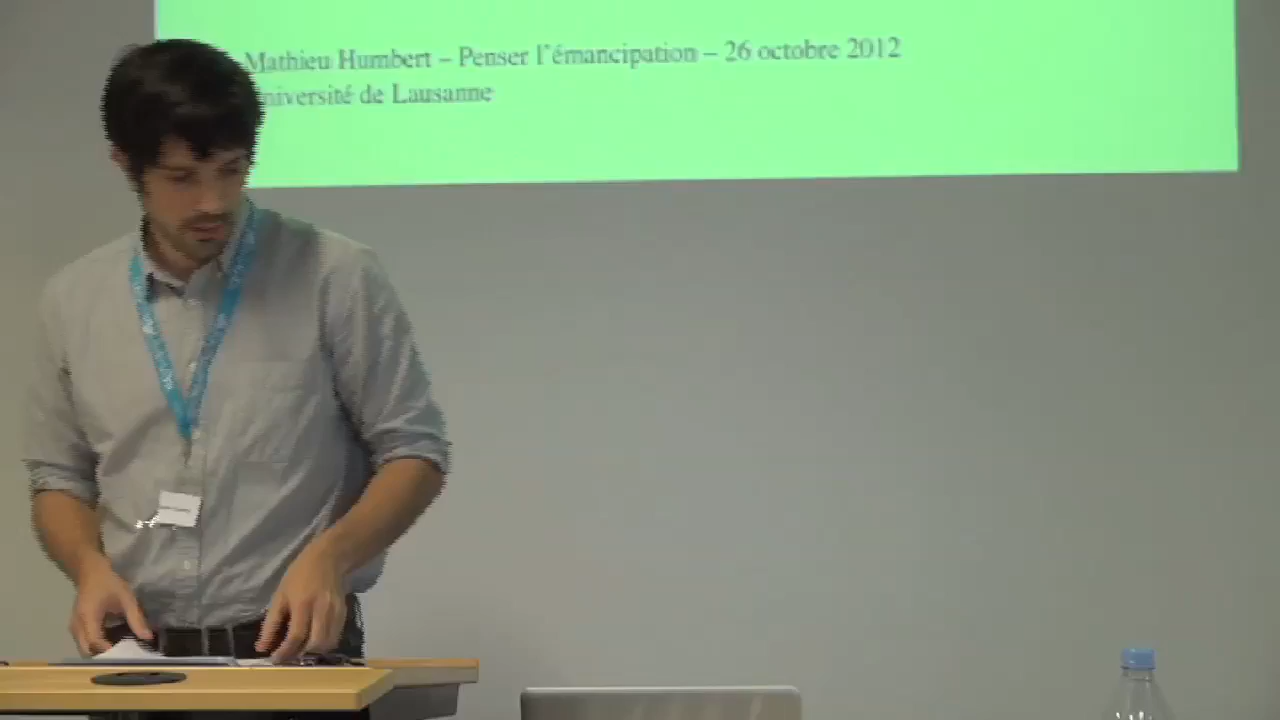 Mathieu Humbert – Penser l'émancipation – 26 octobre 2012
niversité de Lausanne